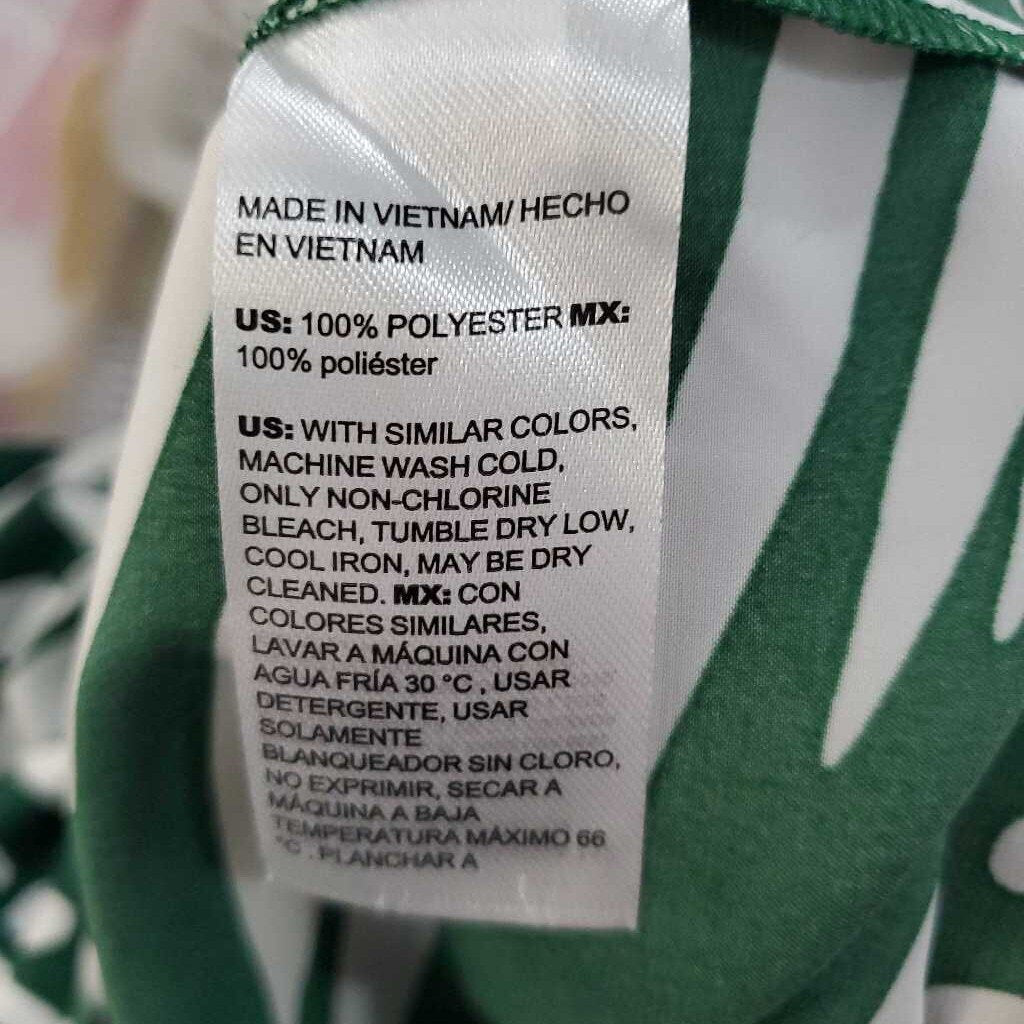 MADE IN VIETNAM/ HECHO
EN VIETNAM
US: 100% POLYESTER MX:
100% poliéster
US: WITH SIMILAR COLORS,
MACHINE WASH COLD,
ONLY NON-CHLORINE
BLEACH, TUMBLE DRY LOW,
COOL IRON, MAY BE DRY
CLEANED. MX: CON
COLORES SIMILARES,
LAVAR A MÁQUINA CON
AGUA FRÍA 30 °C , USAR
DETERGENTE, USAR
SOLAMENTE
BLANQUEADOR SIN CLORO,
NO EXPRIMIR, SECAR A
MÁQUINA A BAJA
TEMPERATURA MÁXIMO 66
°C . PLANCHAR A